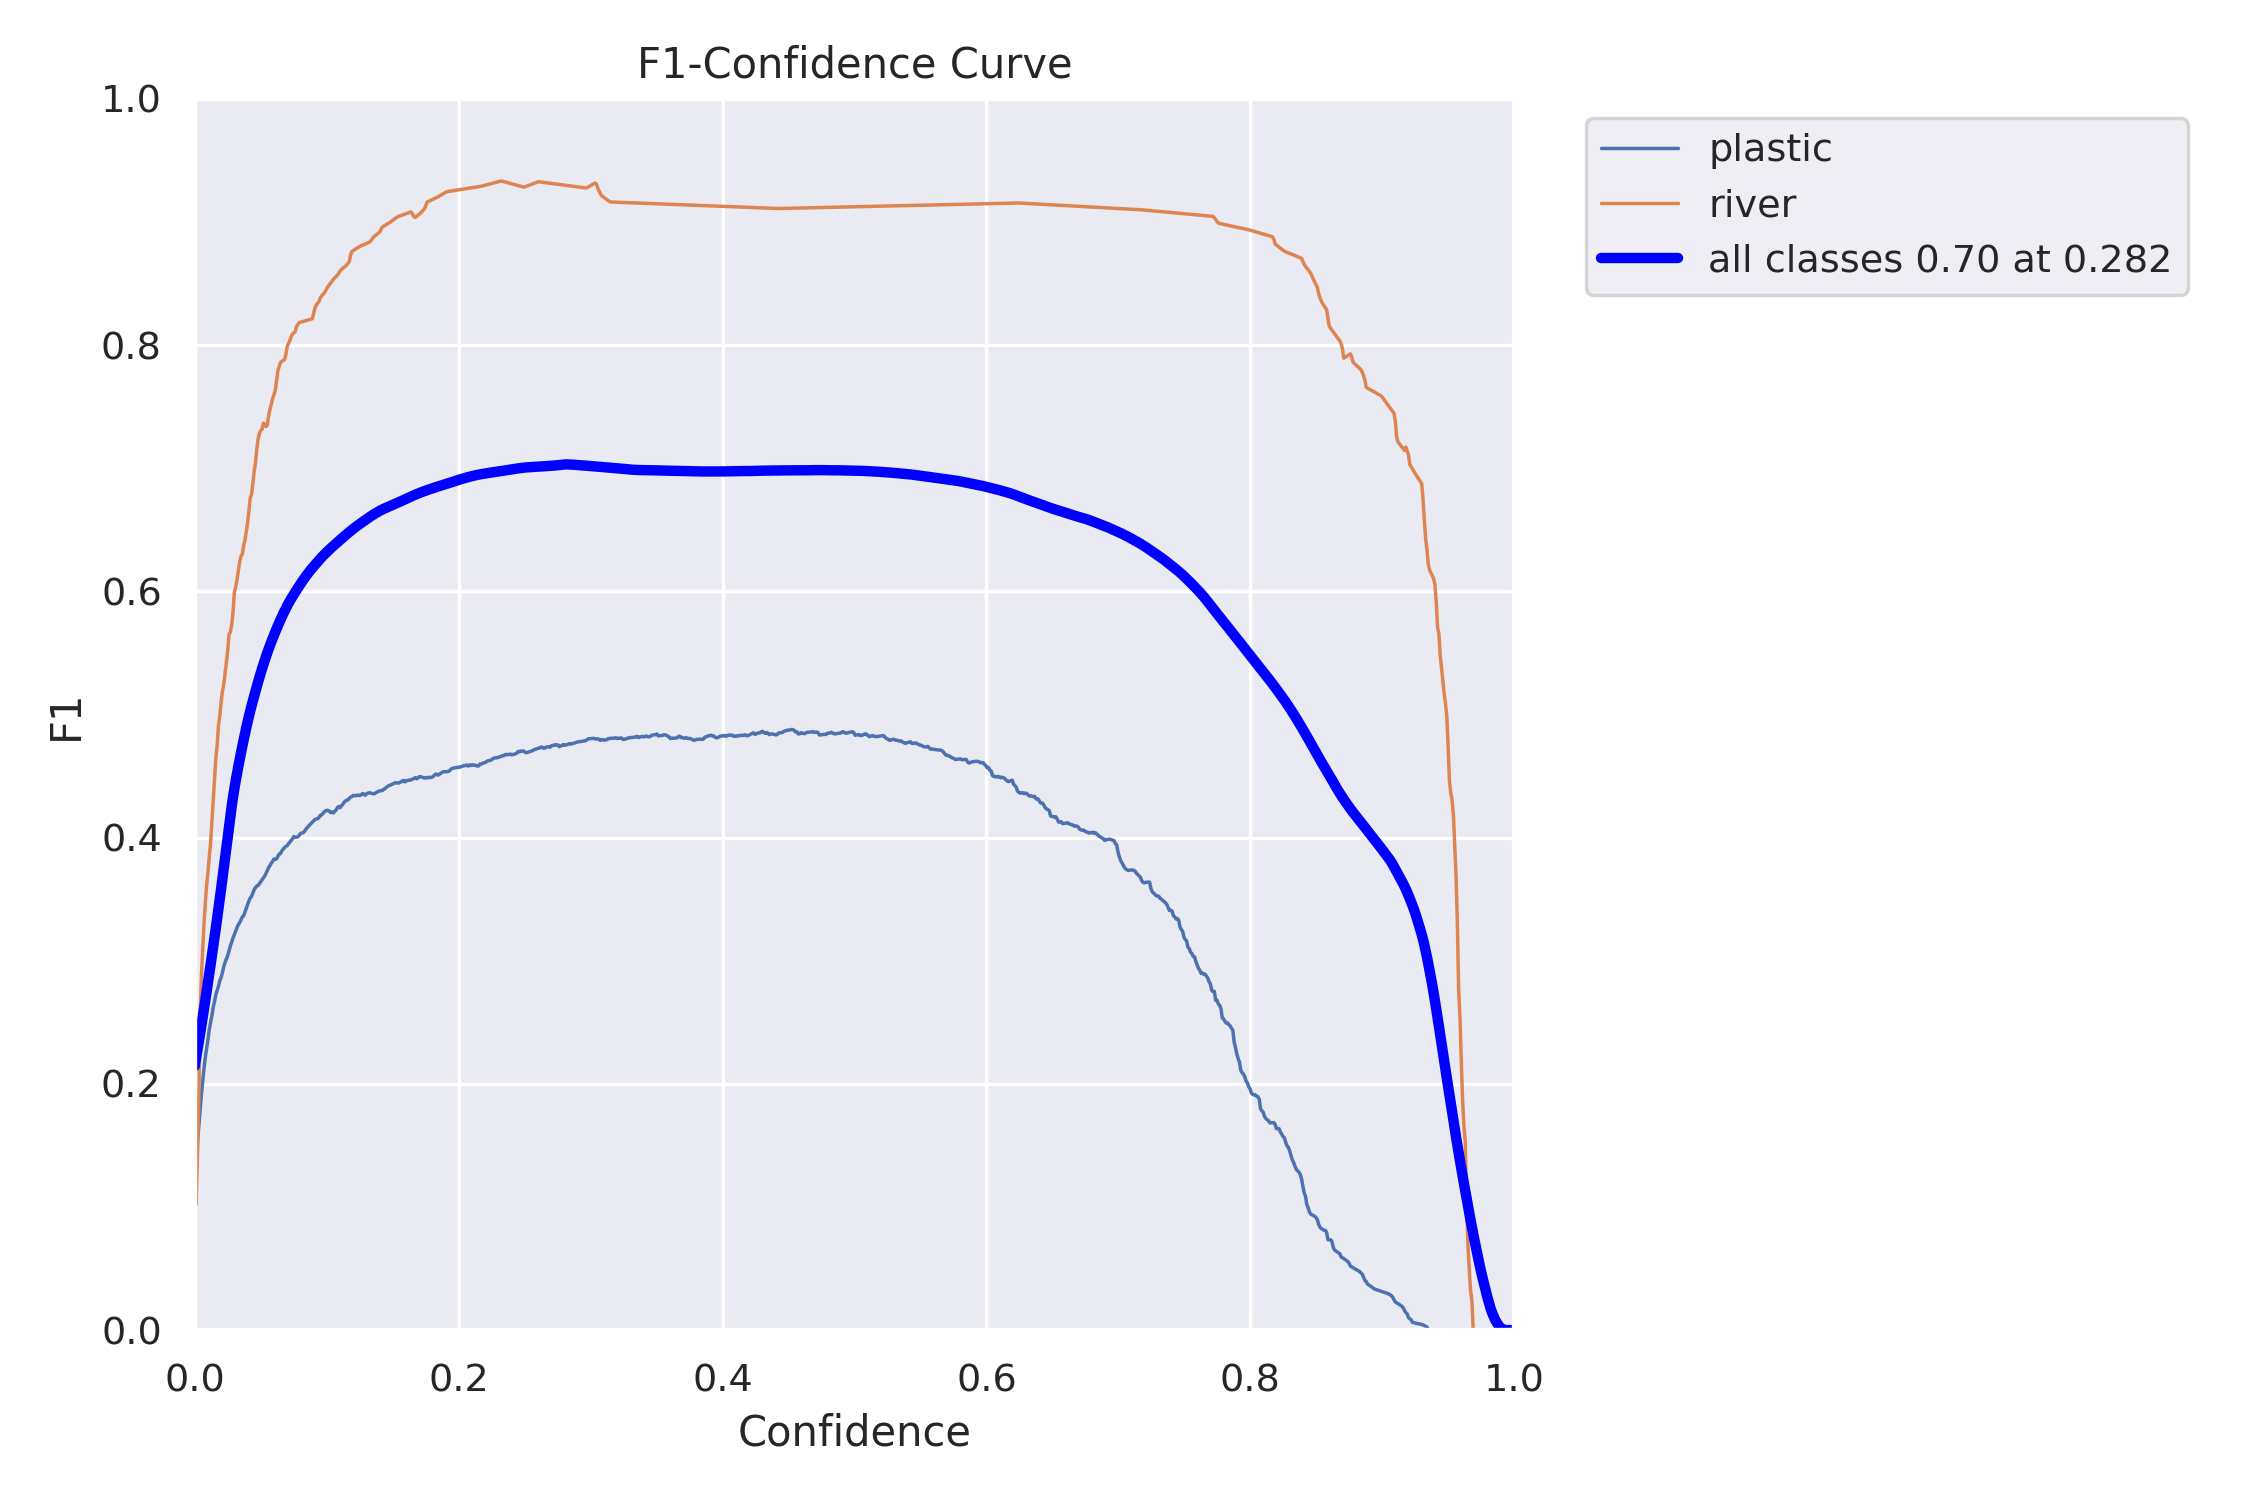 F1-Confidence Curve
1.0
0.8
0.6
0.4
0.2
0.0
F1
0.0 0.2 0.4 0.6 0.8 1.0
Confidence
plastic
river
all classes 0.70 at 0.282